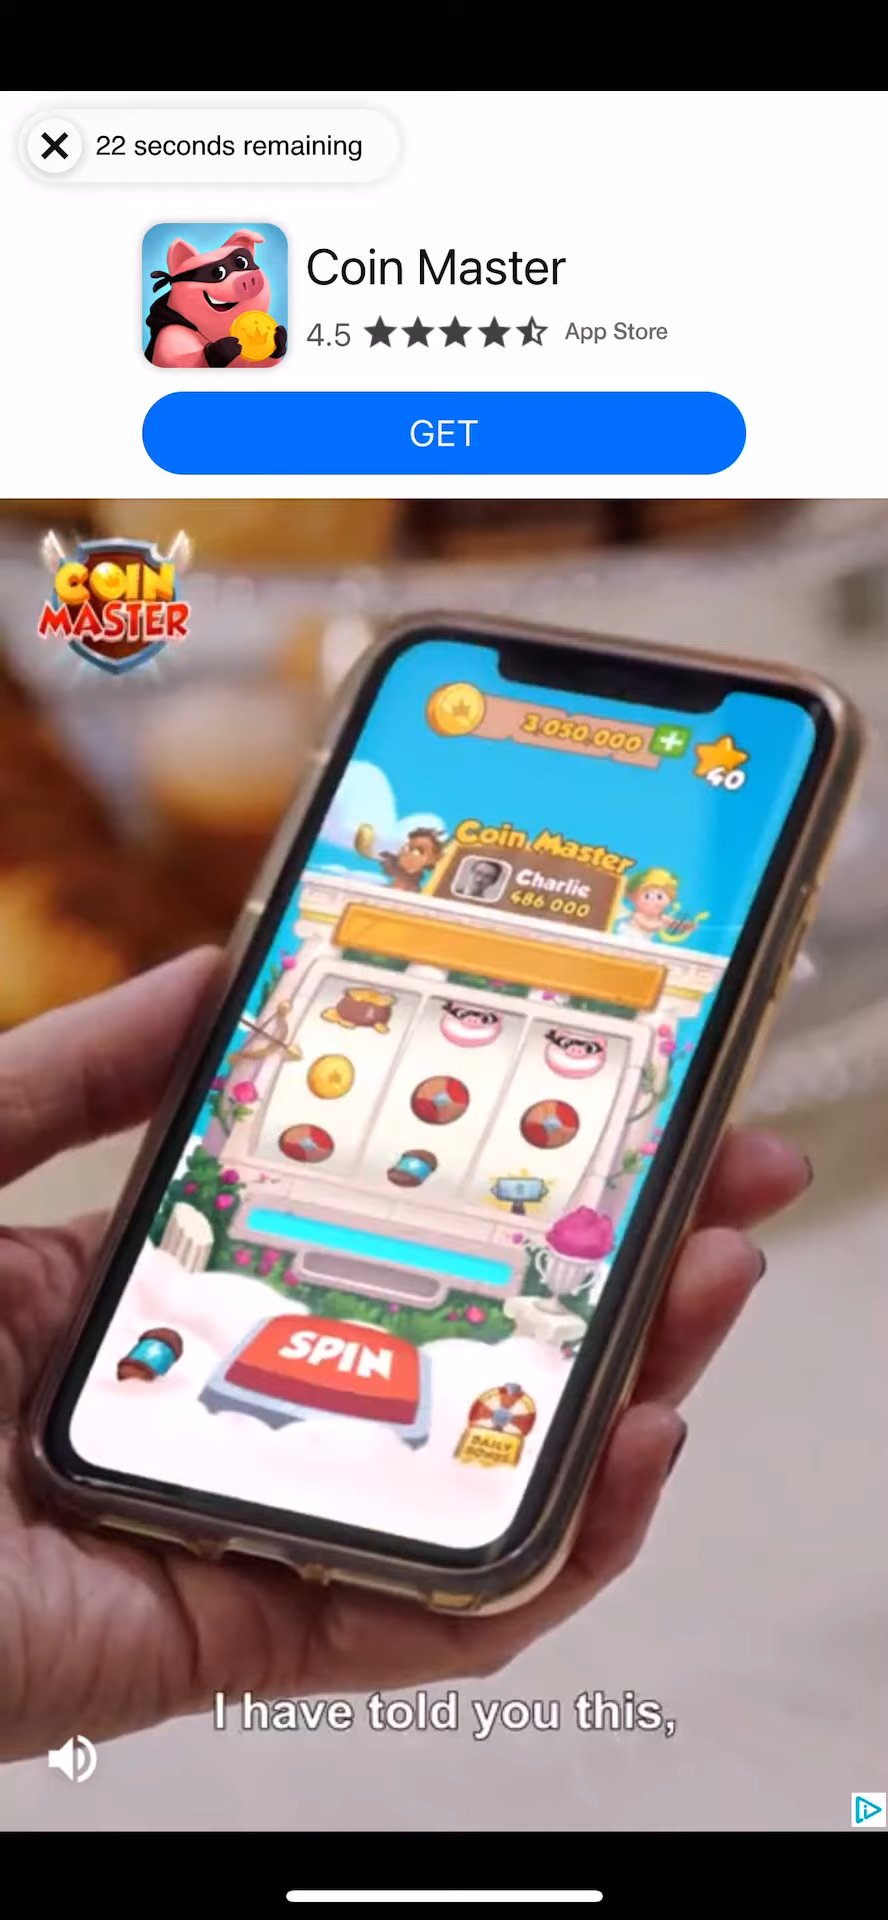 22 seconds remaining
Coin Master
4.5
App Store
GET
COIN
MASTER
3 050 000
40
Coin Master
Charlie
486 000
SPIN
DAILY
BONUS
I have told you this,